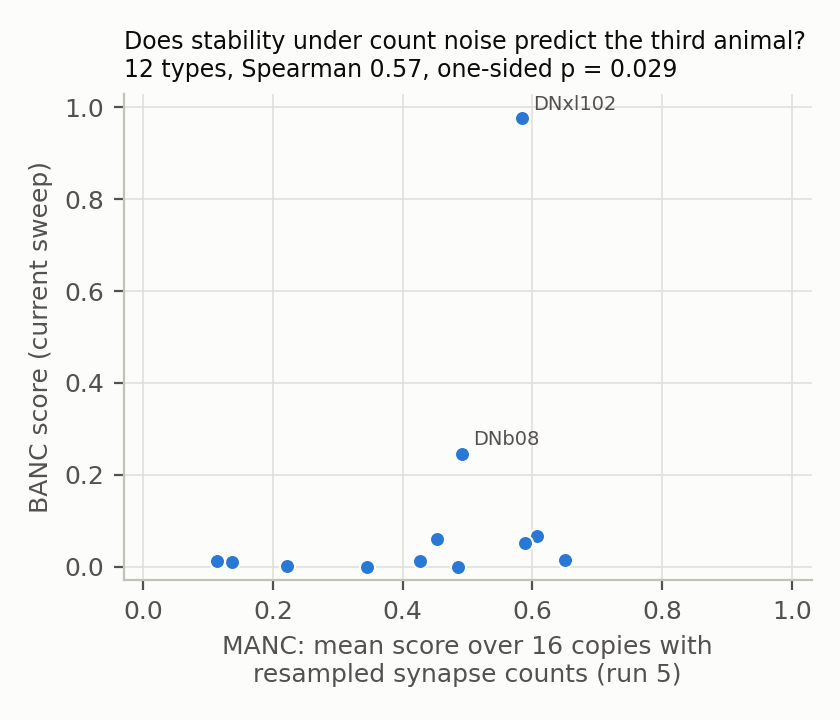 Does stability under count noise predict the third animal?
12 types, Spearman 0.57, one-sided p = 0.029
DNxl102
DNb08
BANC score (current sweep)
1.0
0.8
0.6
0.4
0.2
0.0
0.0 0.2 0.4 0.6 0.8 1.0
MANC: mean score over 16 copies with
resampled synapse counts (run 5)